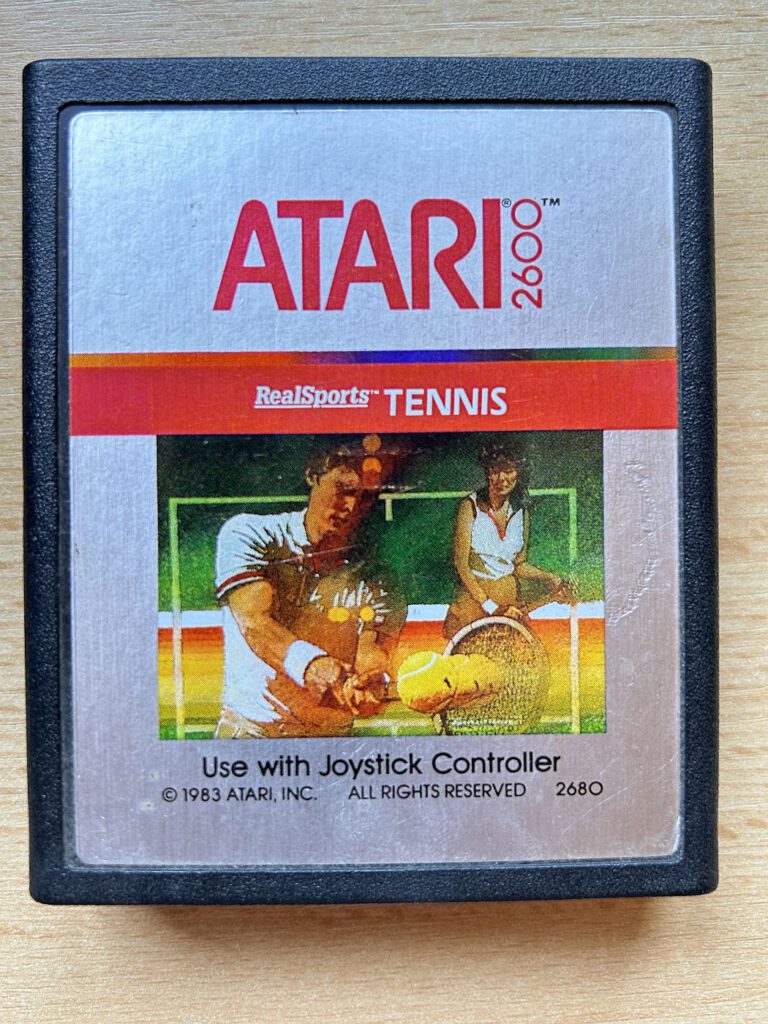 ATARI® 2600™
RealSports™ TENNIS
Use with Joystick Controller
© 1983 ATARI, INC. ALL RIGHTS RESERVED 2680